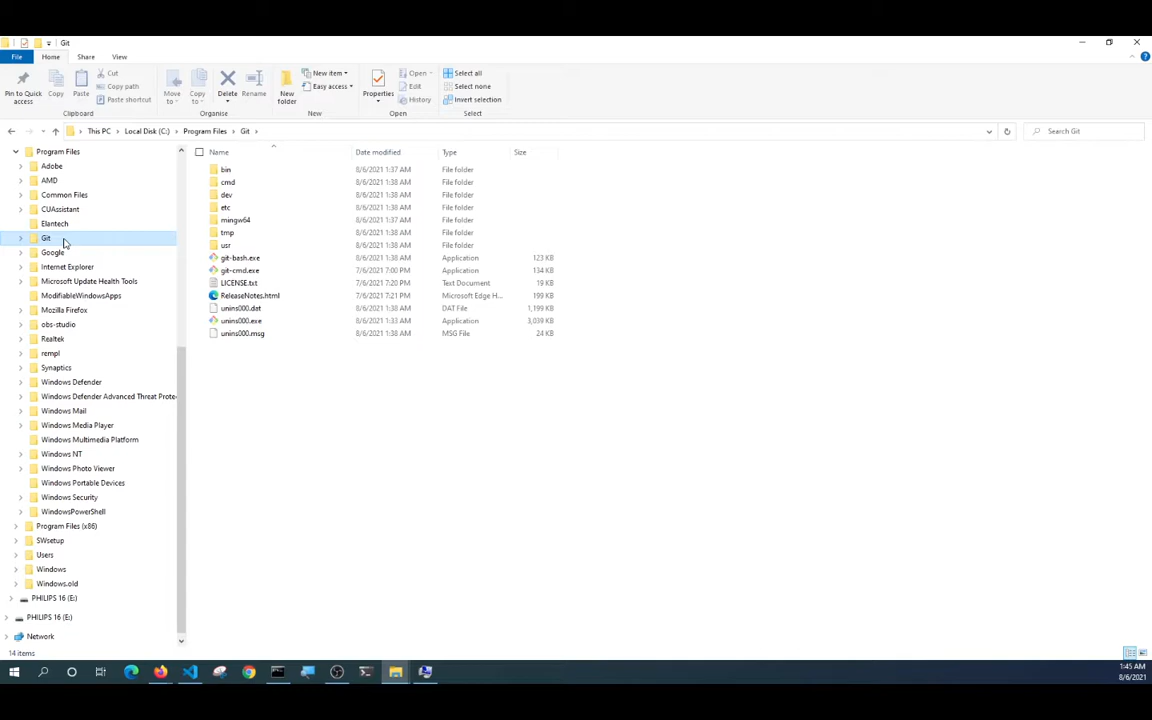 Git
File Home Share View
Pin to Quick access
Copy
Paste
Cut
Copy path
Paste shortcut
Clipboard
Move to
Copy to
Delete
Rename
Organise
New folder
New item
Easy access
New
Properties
Open
Edit
History
Open
Select all
Select none
Invert selection
Select
This PC > Local Disk (C:) > Program Files > Git >
Search Git
Program Files
Adobe
AMD
Common Files
CUAssistant
Elantech
Git
Google
Internet Explorer
Microsoft Update Health Tools
ModifiableWindowsApps
Mozilla Firefox
obs-studio
Realtek
rempl
Synaptics
Windows Defender
Windows Defender Advanced Threat Prote
Windows Mail
Windows Media Player
Windows Multimedia Platform
Windows NT
Windows Photo Viewer
Windows Portable Devices
Windows Security
WindowsPowerShell
Program Files (x86)
SWsetup
Users
Windows
Windows.old
PHILIPS 16 (E:)
PHILIPS 16 (E:)
Network
Name Date modified Type Size
bin 8/6/2021 1:37 AM File folder
cmd 8/6/2021 1:38 AM File folder
dev 8/6/2021 1:38 AM File folder
etc 8/6/2021 1:38 AM File folder
mingw64 8/6/2021 1:37 AM File folder
tmp 8/6/2021 1:38 AM File folder
usr 8/6/2021 1:38 AM File folder
git-bash.exe 8/6/2021 1:38 AM Application 123 KB
git-cmd.exe 7/6/2021 7:00 PM Application 134 KB
LICENSE.txt 7/6/2021 7:20 PM Text Document 19 KB
ReleaseNotes.html 7/6/2021 7:21 PM Microsoft Edge H... 199 KB
unins000.dat 8/6/2021 1:38 AM DAT File 1,199 KB
unins000.exe 8/6/2021 1:33 AM Application 3,039 KB
unins000.msg 8/6/2021 1:38 AM MSG File 24 KB
14 items
1:45 AM
8/6/2021